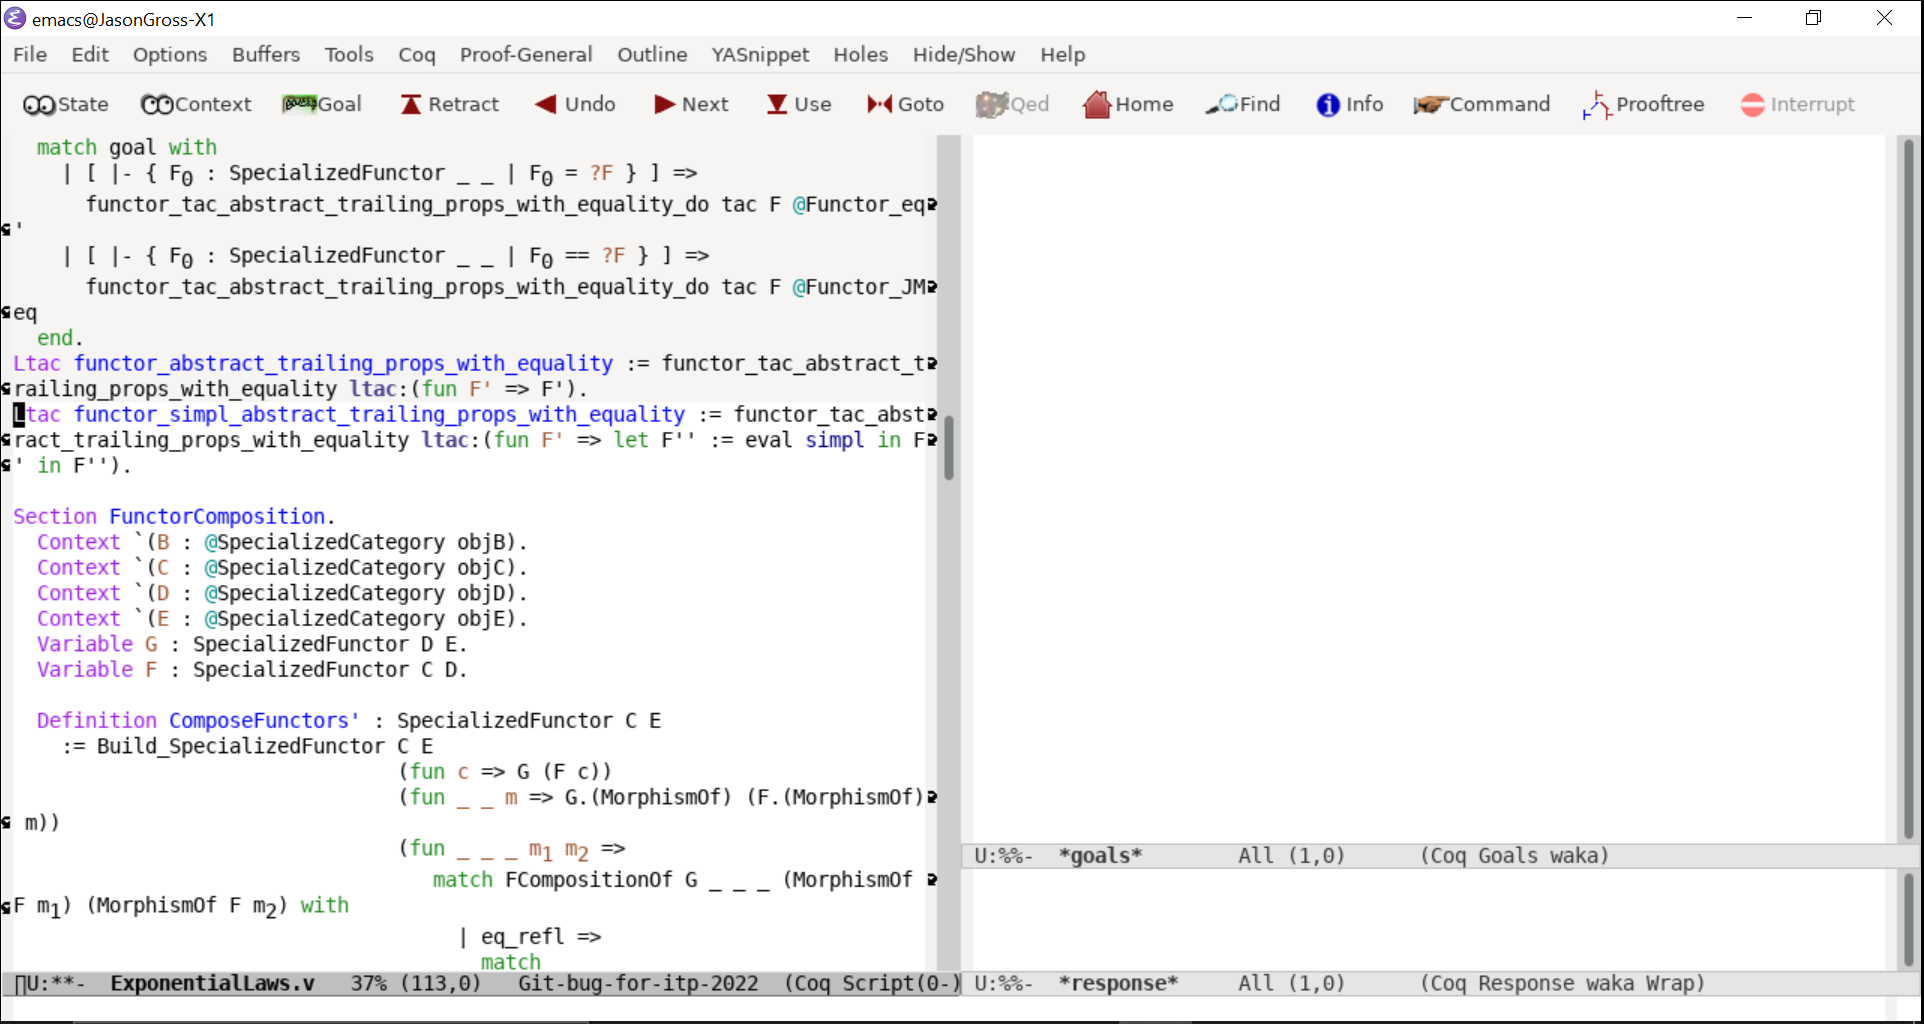 emacs@JasonGross-X1
File Edit Options Buffers Tools Coq Proof-General Outline YASnippet Holes Hide/Show Help
State Context Goal Retract Undo Next Use Goto Qed Home Find Info Command Prooftree Interrupt
match goal with
| [ |- { F0 : SpecializedFunctor _ _ | F0 = ?F } ] =>
functor_tac_abstract_trailing_props_with_equality_do tac F @Functor_eq
'
| [ |- { F0 : SpecializedFunctor _ _ | F0 == ?F } ] =>
functor_tac_abstract_trailing_props_with_equality_do tac F @Functor_JM
eq
end.
Ltac functor_abstract_trailing_props_with_equality := functor_tac_abstract_t
railing_props_with_equality ltac:(fun F' => F').
Ltac functor_simpl_abstract_trailing_props_with_equality := functor_tac_abst
ract_trailing_props_with_equality ltac:(fun F' => let F'' := eval simpl in F
' in F'').
Section FunctorComposition.
Context `(B : @SpecializedCategory objB).
Context `(C : @SpecializedCategory objC).
Context `(D : @SpecializedCategory objD).
Context `(E : @SpecializedCategory objE).
Variable G : SpecializedFunctor D E.
Variable F : SpecializedFunctor C D.
Definition ComposeFunctors' : SpecializedFunctor C E
:= Build_SpecializedFunctor C E
(fun c => G (F c))
(fun _ _ m => G.(MorphismOf) (F.(MorphismOf)
m))
(fun _ _ _ m1 m2 =>
match FCompositionOf G _ _ _ (MorphismOf
F m1) (MorphismOf F m2) with
| eq_refl =>
match
U:**- ExponentialLaws.v 37% (113,0) Git-bug-for-itp-2022 (Coq Script(0-)
U:%%- *goals* All (1,0) (Coq Goals waka)
U:%%- *response* All (1,0) (Coq Response waka Wrap)